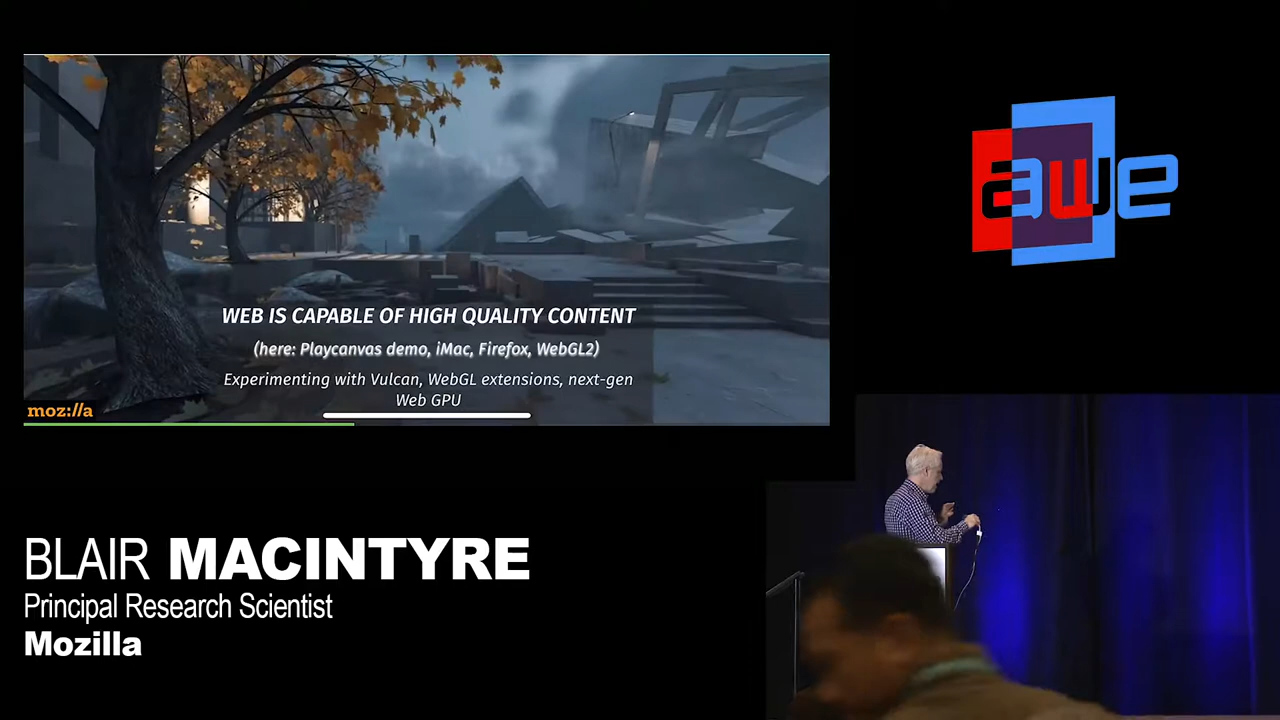 WEB IS CAPABLE OF HIGH QUALITY CONTENT
(here: Playcanvas demo, iMac, Firefox, WebGL2)
Experimenting with Vulcan, WebGL extensions, next-gen
Web GPU
moz://a
awe
BLAIR MACINTYRE
Principal Research Scientist
Mozilla